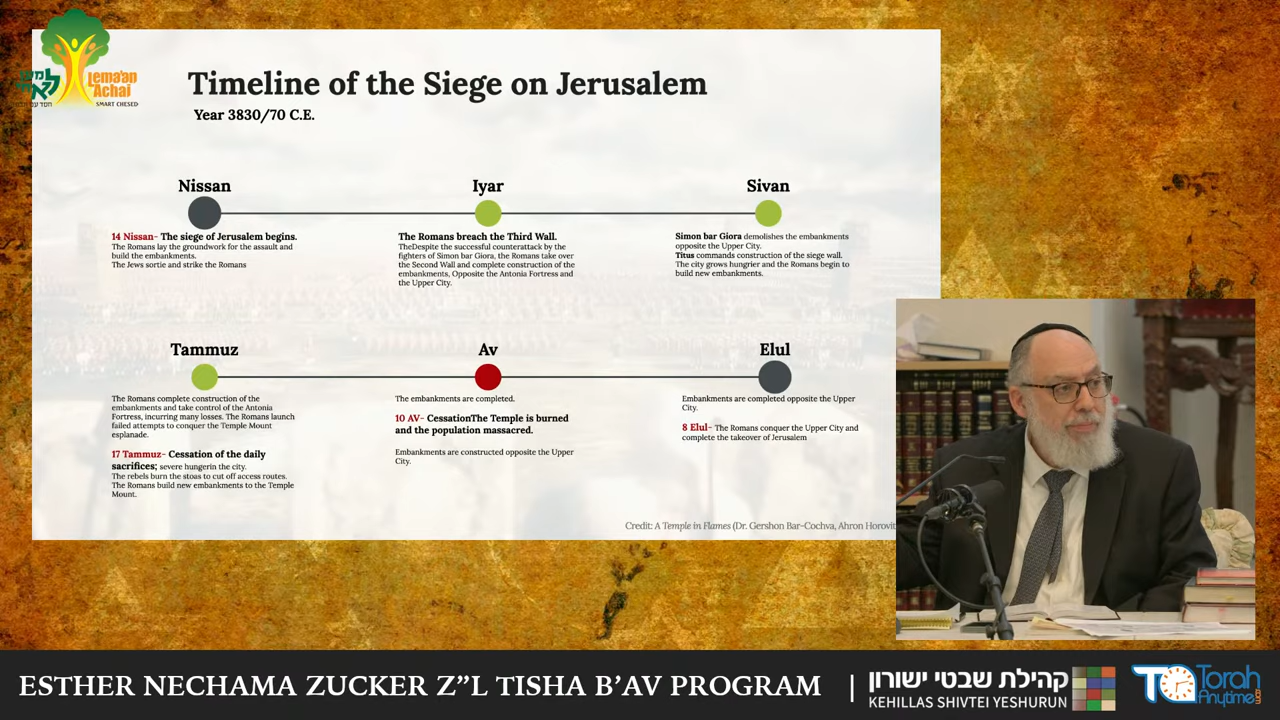 Lema'an
Achai
SMART CHESED
Timeline of the Siege on Jerusalem
Year 3830/70 C.E.
Nissan
14 Nissan- The siege of Jerusalem begins.
The Romans lay the groundwork for the assault and
build the embankments.
The Jews sortie and strike the Romans
Iyar
The Romans breach the Third Wall.
TheDespite the successful counterattack by the
fighters of Simon bar Giora, the Romans take over
the Second Wall and complete construction of the
embankments, Opposite the Antonia Fortress and
the Upper City.
Sivan
Simon bar Giora demolishes the embankments
opposite the Upper City.
Titus commands construction of the siege wall.
The city grows hungrier and the Romans begin to
build new embankments.
Tammuz
The Romans complete construction of the
embankments and take control of the Antonia
Fortress, incurring many losses. The Romans launch
failed attempts to conquer the Temple Mount
esplanade.
17 Tammuz- Cessation of the daily
sacrifices; severe hungerin the city.
The rebels burn the stoas to cut off access routes.
The Romans build new embankments to the Temple
Mount.
Av
The embankments are completed.
10 AV- CessationThe Temple is burned
and the population massacred.
Embankments are constructed opposite the Upper
City.
Elul
Embankments are completed opposite the Upper
City.
8 Elul- The Romans conquer the Upper City and
complete the takeover of Jerusalem
Credit: A Temple in Flames (Dr. Gershon Bar-Cochva, Ahron Horovit
ESTHER NECHAMA ZUCKER Z”L TISHA B’AV PROGRAM |
קהילת שבטי ישורון
KEHILLAS SHIVTEI YESHURUN
TA Torah
Anytime.com